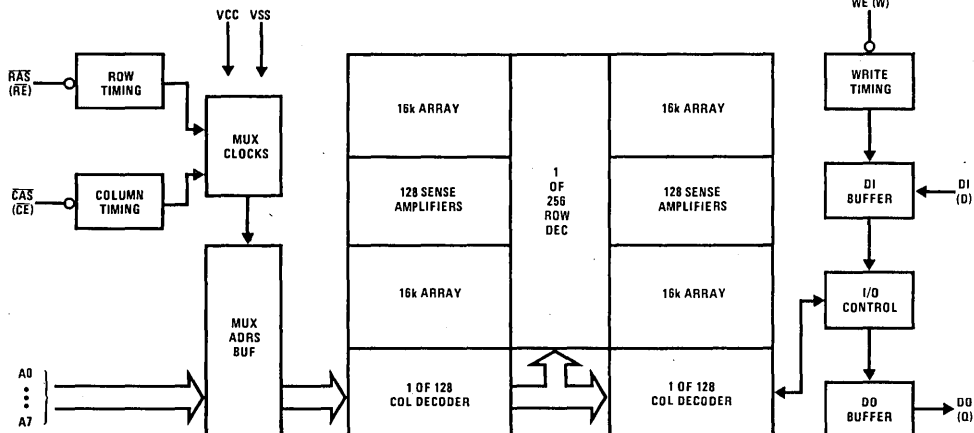 WE (W)
VCC VSS
RAS
(RE)
ROW
TIMING
MUX
CLOCKS
CAS
(CE)
COLUMN
TIMING
MUX
ADRS
BUF
A0
A7
16k ARRAY
128 SENSE
AMPLIFIERS
16k ARRAY
1 OF 128
COL DECODER
1
OF
256
ROW
DEC
16k ARRAY
128 SENSE
AMPLIFIERS
16k ARRAY
1 OF 128
COL DECODER
WRITE
TIMING
DI
BUFFER
DI
(D)
I/O
CONTROL
DO
BUFFER
DO
(Q)